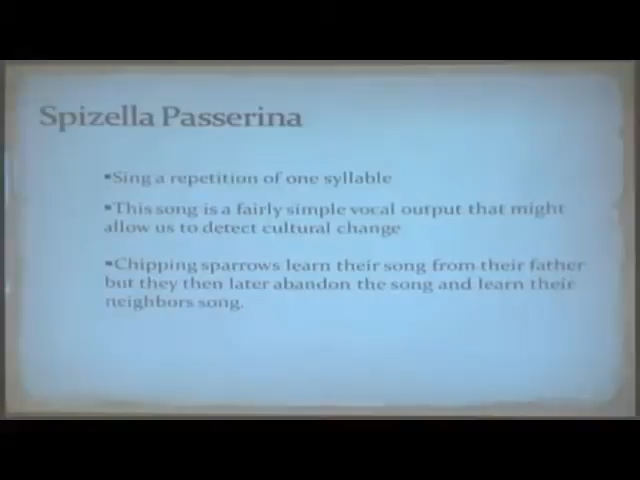 Spizella Passerina
▪Sing a repetition of one syllable
▪This song is a fairly simple vocal output that might
allow us to detect cultural change
▪Chipping sparrows learn their song from their father
but they then later abandon the song and learn their
neighbors song.